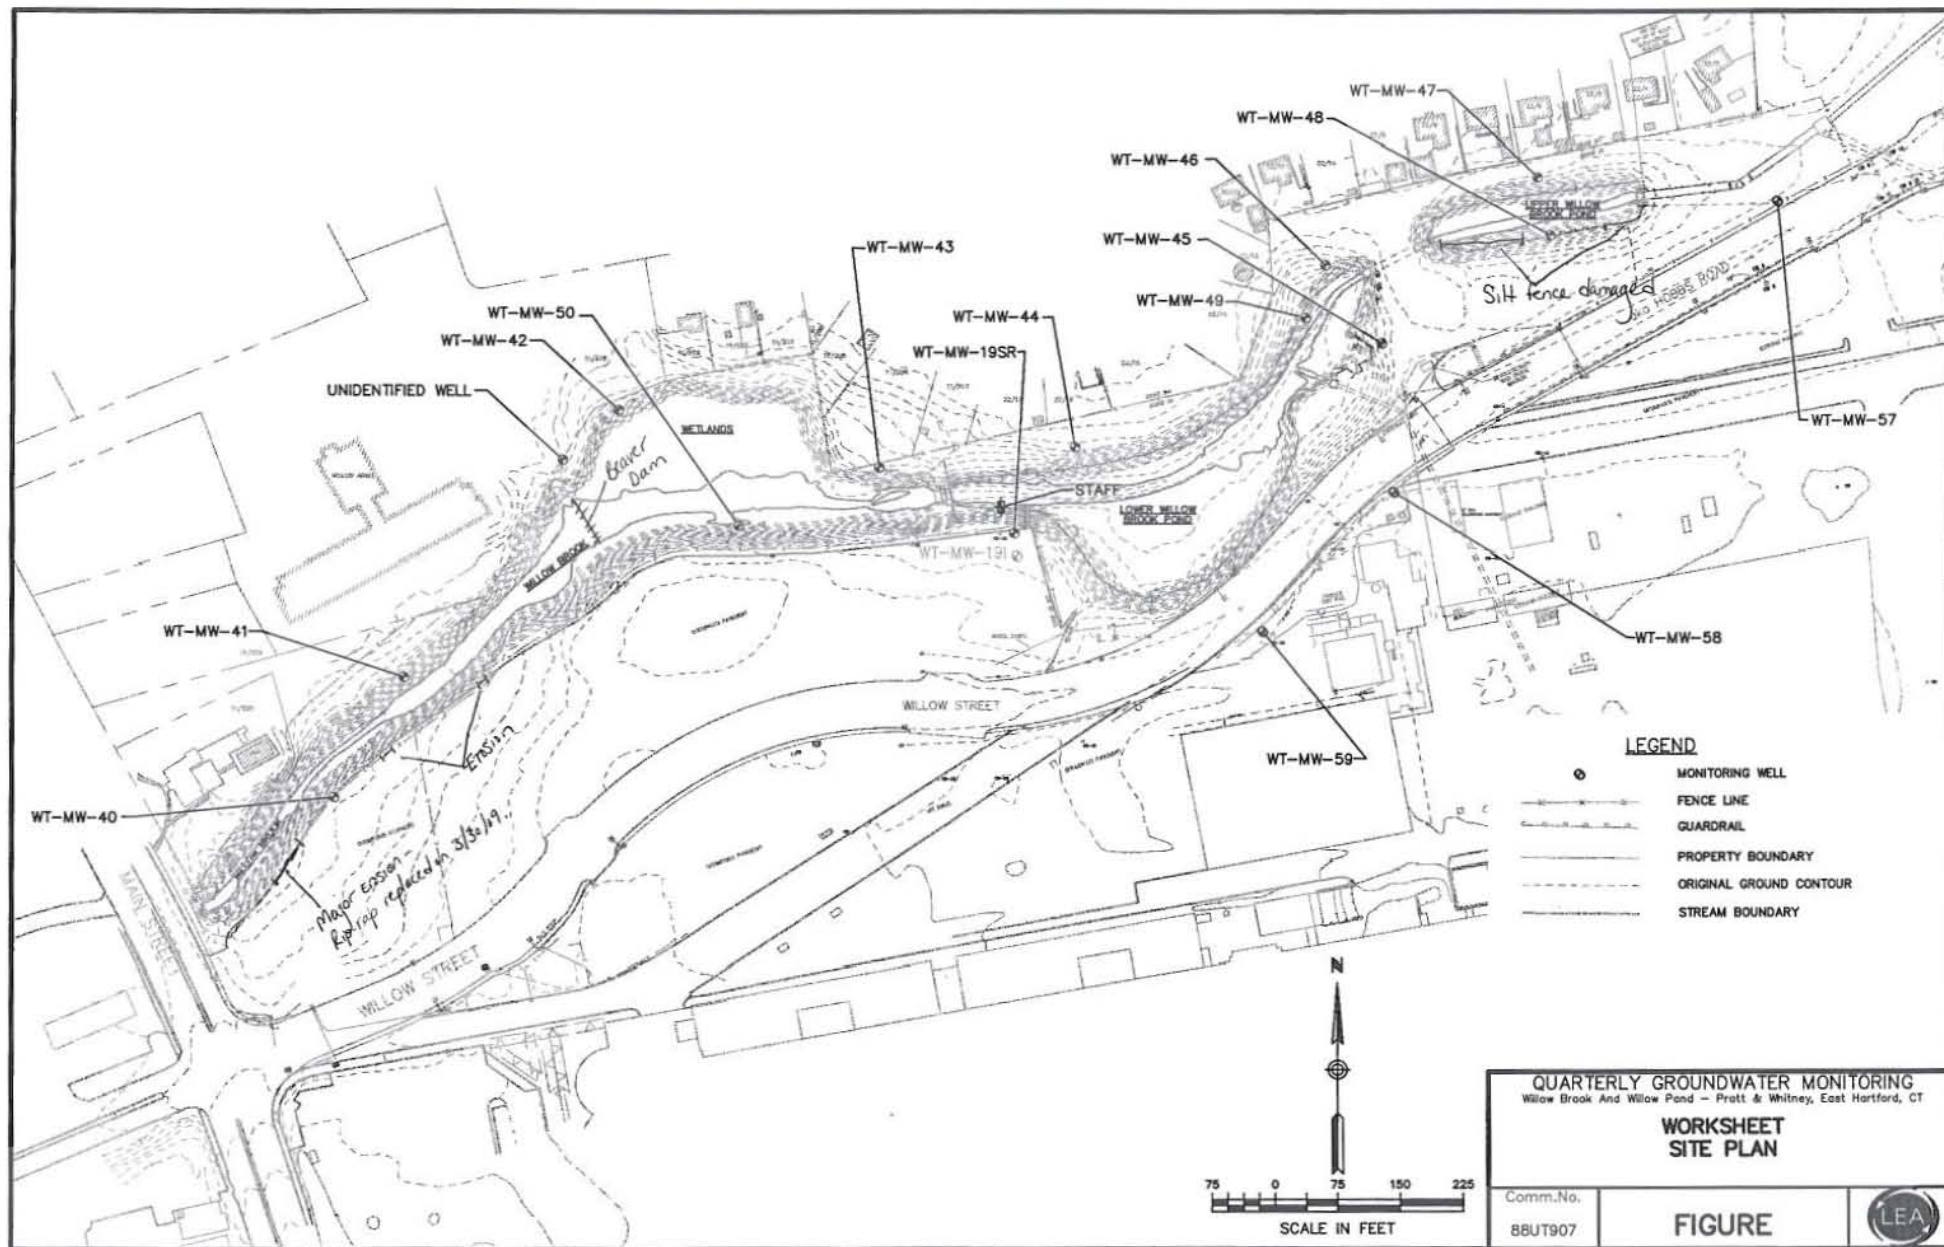 WT-MW-47
WT-MW-48
WT-MW-46
WT-MW-45
WT-MW-43
WT-MW-49
WT-MW-50
WT-MW-44
WT-MW-42
WT-MW-19SR
UNIDENTIFIED WELL
UPPER WILLOW
BROOK POND
Silt fence damaged
HOBBS ROAD
WT-MW-57
WETLANDS
Beaver
Dam
STAFF
LOWER WILLOW
BROOK POND
WT-MW-19I
WILLOW BROOK
WT-MW-41
WT-MW-58
WILLOW STREET
WT-MW-59
Erosion
WT-MW-40
Major erosion -
Rip-rap replaced on 3/30/09.
MAIN STREET
WILLOW STREET
LEGEND
MONITORING WELL
FENCE LINE
GUARDRAIL
PROPERTY BOUNDARY
ORIGINAL GROUND CONTOUR
STREAM BOUNDARY
N
75 0 75 150 225
SCALE IN FEET
QUARTERLY GROUNDWATER MONITORING
Willow Brook And Willow Pond - Pratt & Whitney, East Hartford, CT
WORKSHEET
SITE PLAN
Comm.No.
88UT907
FIGURE
LEA